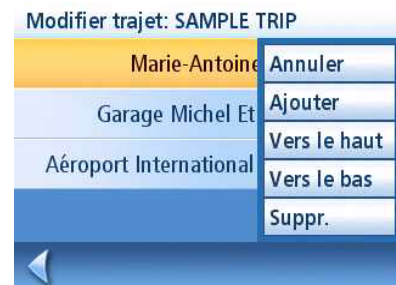 Modifier trajet: SAMPLE TRIP
Marie-Antoine
Annuler
Garage Michel Et
Ajouter
Vers le haut
Aéroport International
Vers le bas
Suppr.